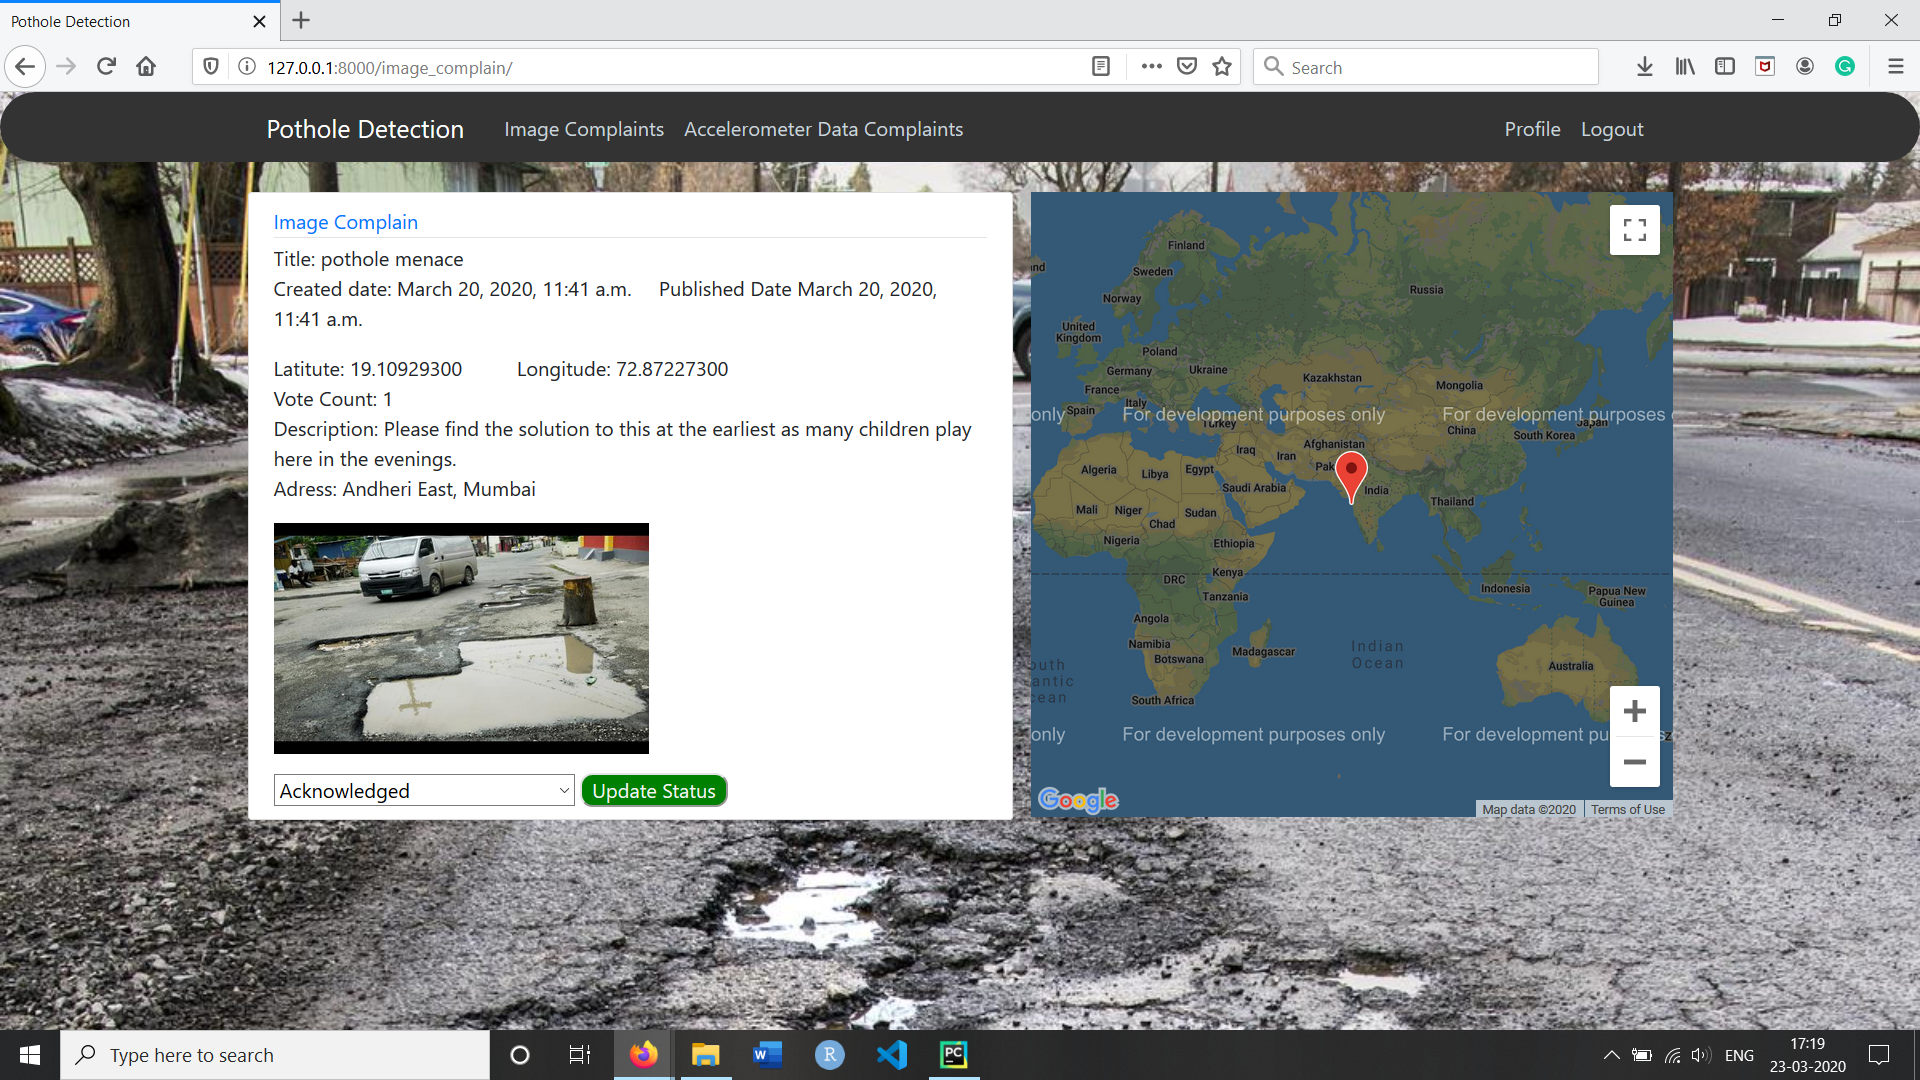 Pothole Detection
127.0.0.1:8000/image_complain/
Search
Pothole Detection
Image Complaints
Accelerometer Data Complaints
Profile
Logout
Image Complain
Title: pothole menace
Created date: March 20, 2020, 11:41 a.m. Published Date March 20, 2020,
11:41 a.m.
Latitute: 19.10929300 Longitude: 72.87227300
Vote Count: 1
Description: Please find the solution to this at the earliest as many children play
here in the evenings.
Adress: Andheri East, Mumbai
Acknowledged
Update Status
Finland
Sweden
Norway
Russia
United
Kingdom
Poland
Germany
Ukraine
France
Kazakhstan
Mongolia
Italy
Spain
only
For development purposes only
For development purposes
Turkey
Japan
China
South Korea
Afghanistan
Iraq
Iran
Algeria
Libya
Egypt
Pak
Saudi Arabia
India
Thailand
Mali
Niger
Sudan
Chad
Nigeria
Ethiopia
Kenya
DRC
Tanzania
Indonesia
Papua New
Guinea
Angola
Namibia
Botswana
Madagascar
Indian
Ocean
outh
antic
cean
Australia
South Africa
only
For development purposes only
For development pu
Google
Map data ©2020
Terms of Use
Type here to search
W
R
PC
ENG
17:19
23-03-2020